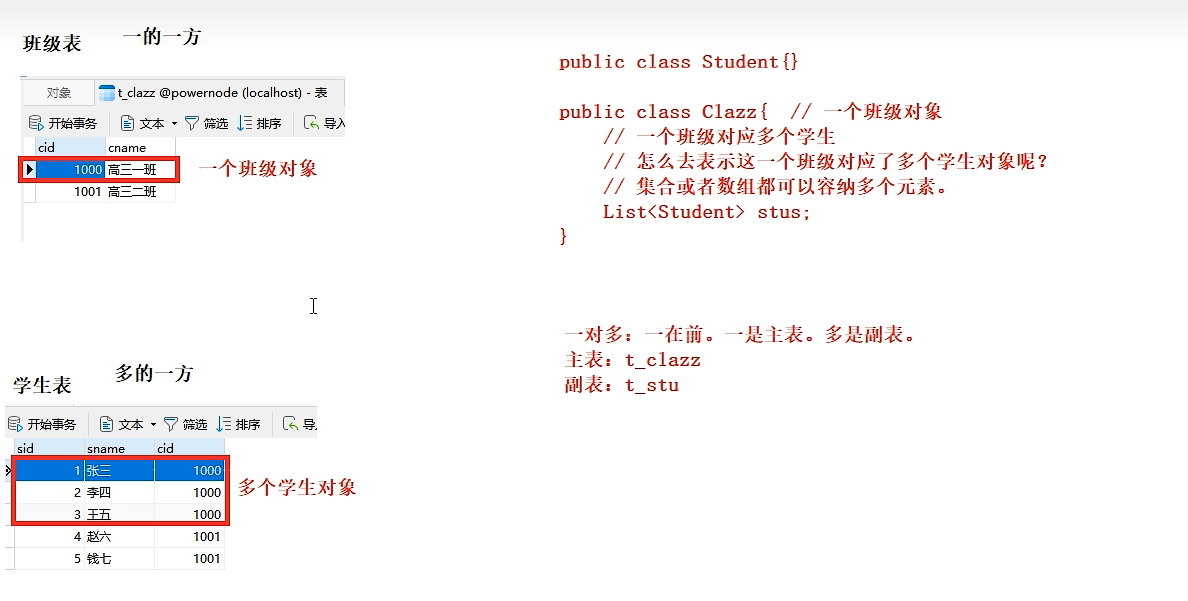 班级表 一的一方
对象 t_clazz @powernode (localhost) - 表
开始事务 文本 筛选 排序 导入
cid cname
1000 高三一班 一个班级对象
1001 高三二班
学生表 多的一方
开始事务 文本 筛选 排序 导
sid sname cid
1 张三 1000
2 李四 1000
3 王五 1000
多个学生对象
4 赵六 1001
5 钱七 1001
public class Student{}
public class Clazz{ // 一个班级对象
// 一个班级对应多个学生
// 怎么去表示这一个班级对应了多个学生对象呢?
// 集合或者数组都可以容纳多个元素。
List<Student> stus;
}
一对多：一在前。一是主表。多是副表。
主表：t_clazz
副表：t_stu